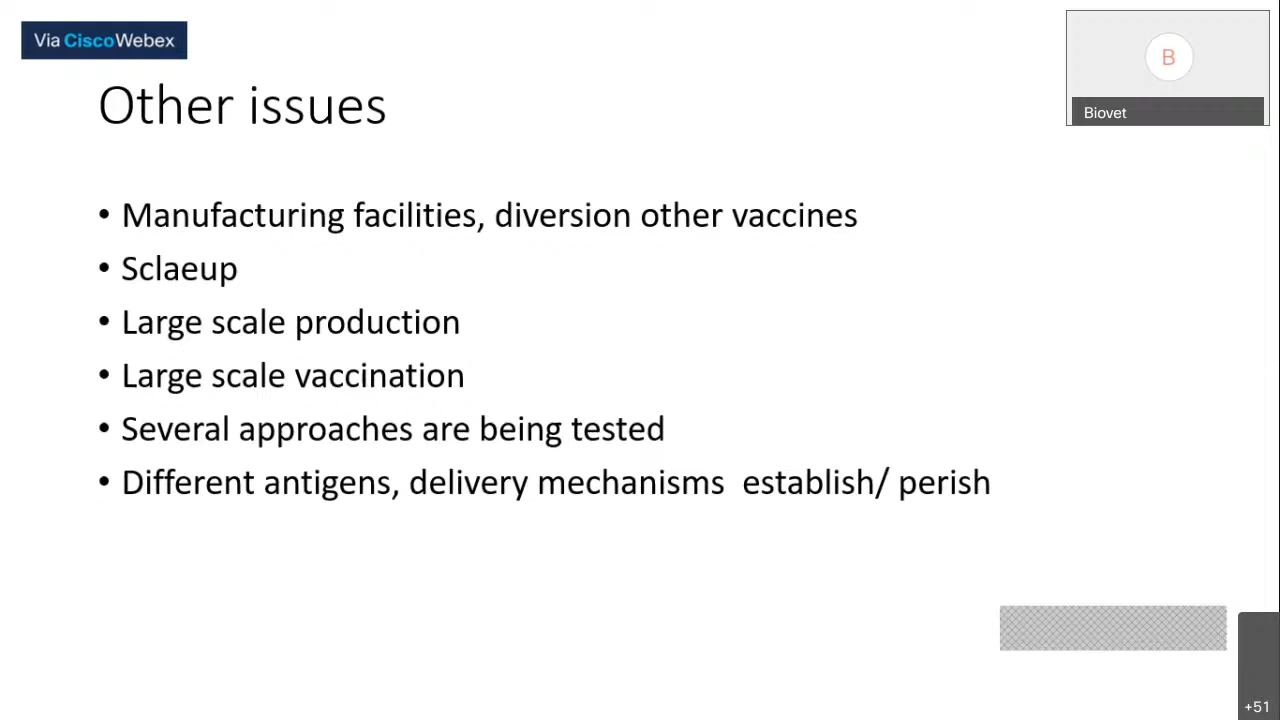 Via CiscoWebex
B
Biovet
Other issues
• Manufacturing facilities, diversion other vaccines
• Sclaeup
• Large scale production
• Large scale vaccination
• Several approaches are being tested
• Different antigens, delivery mechanisms  establish/ perish
+51